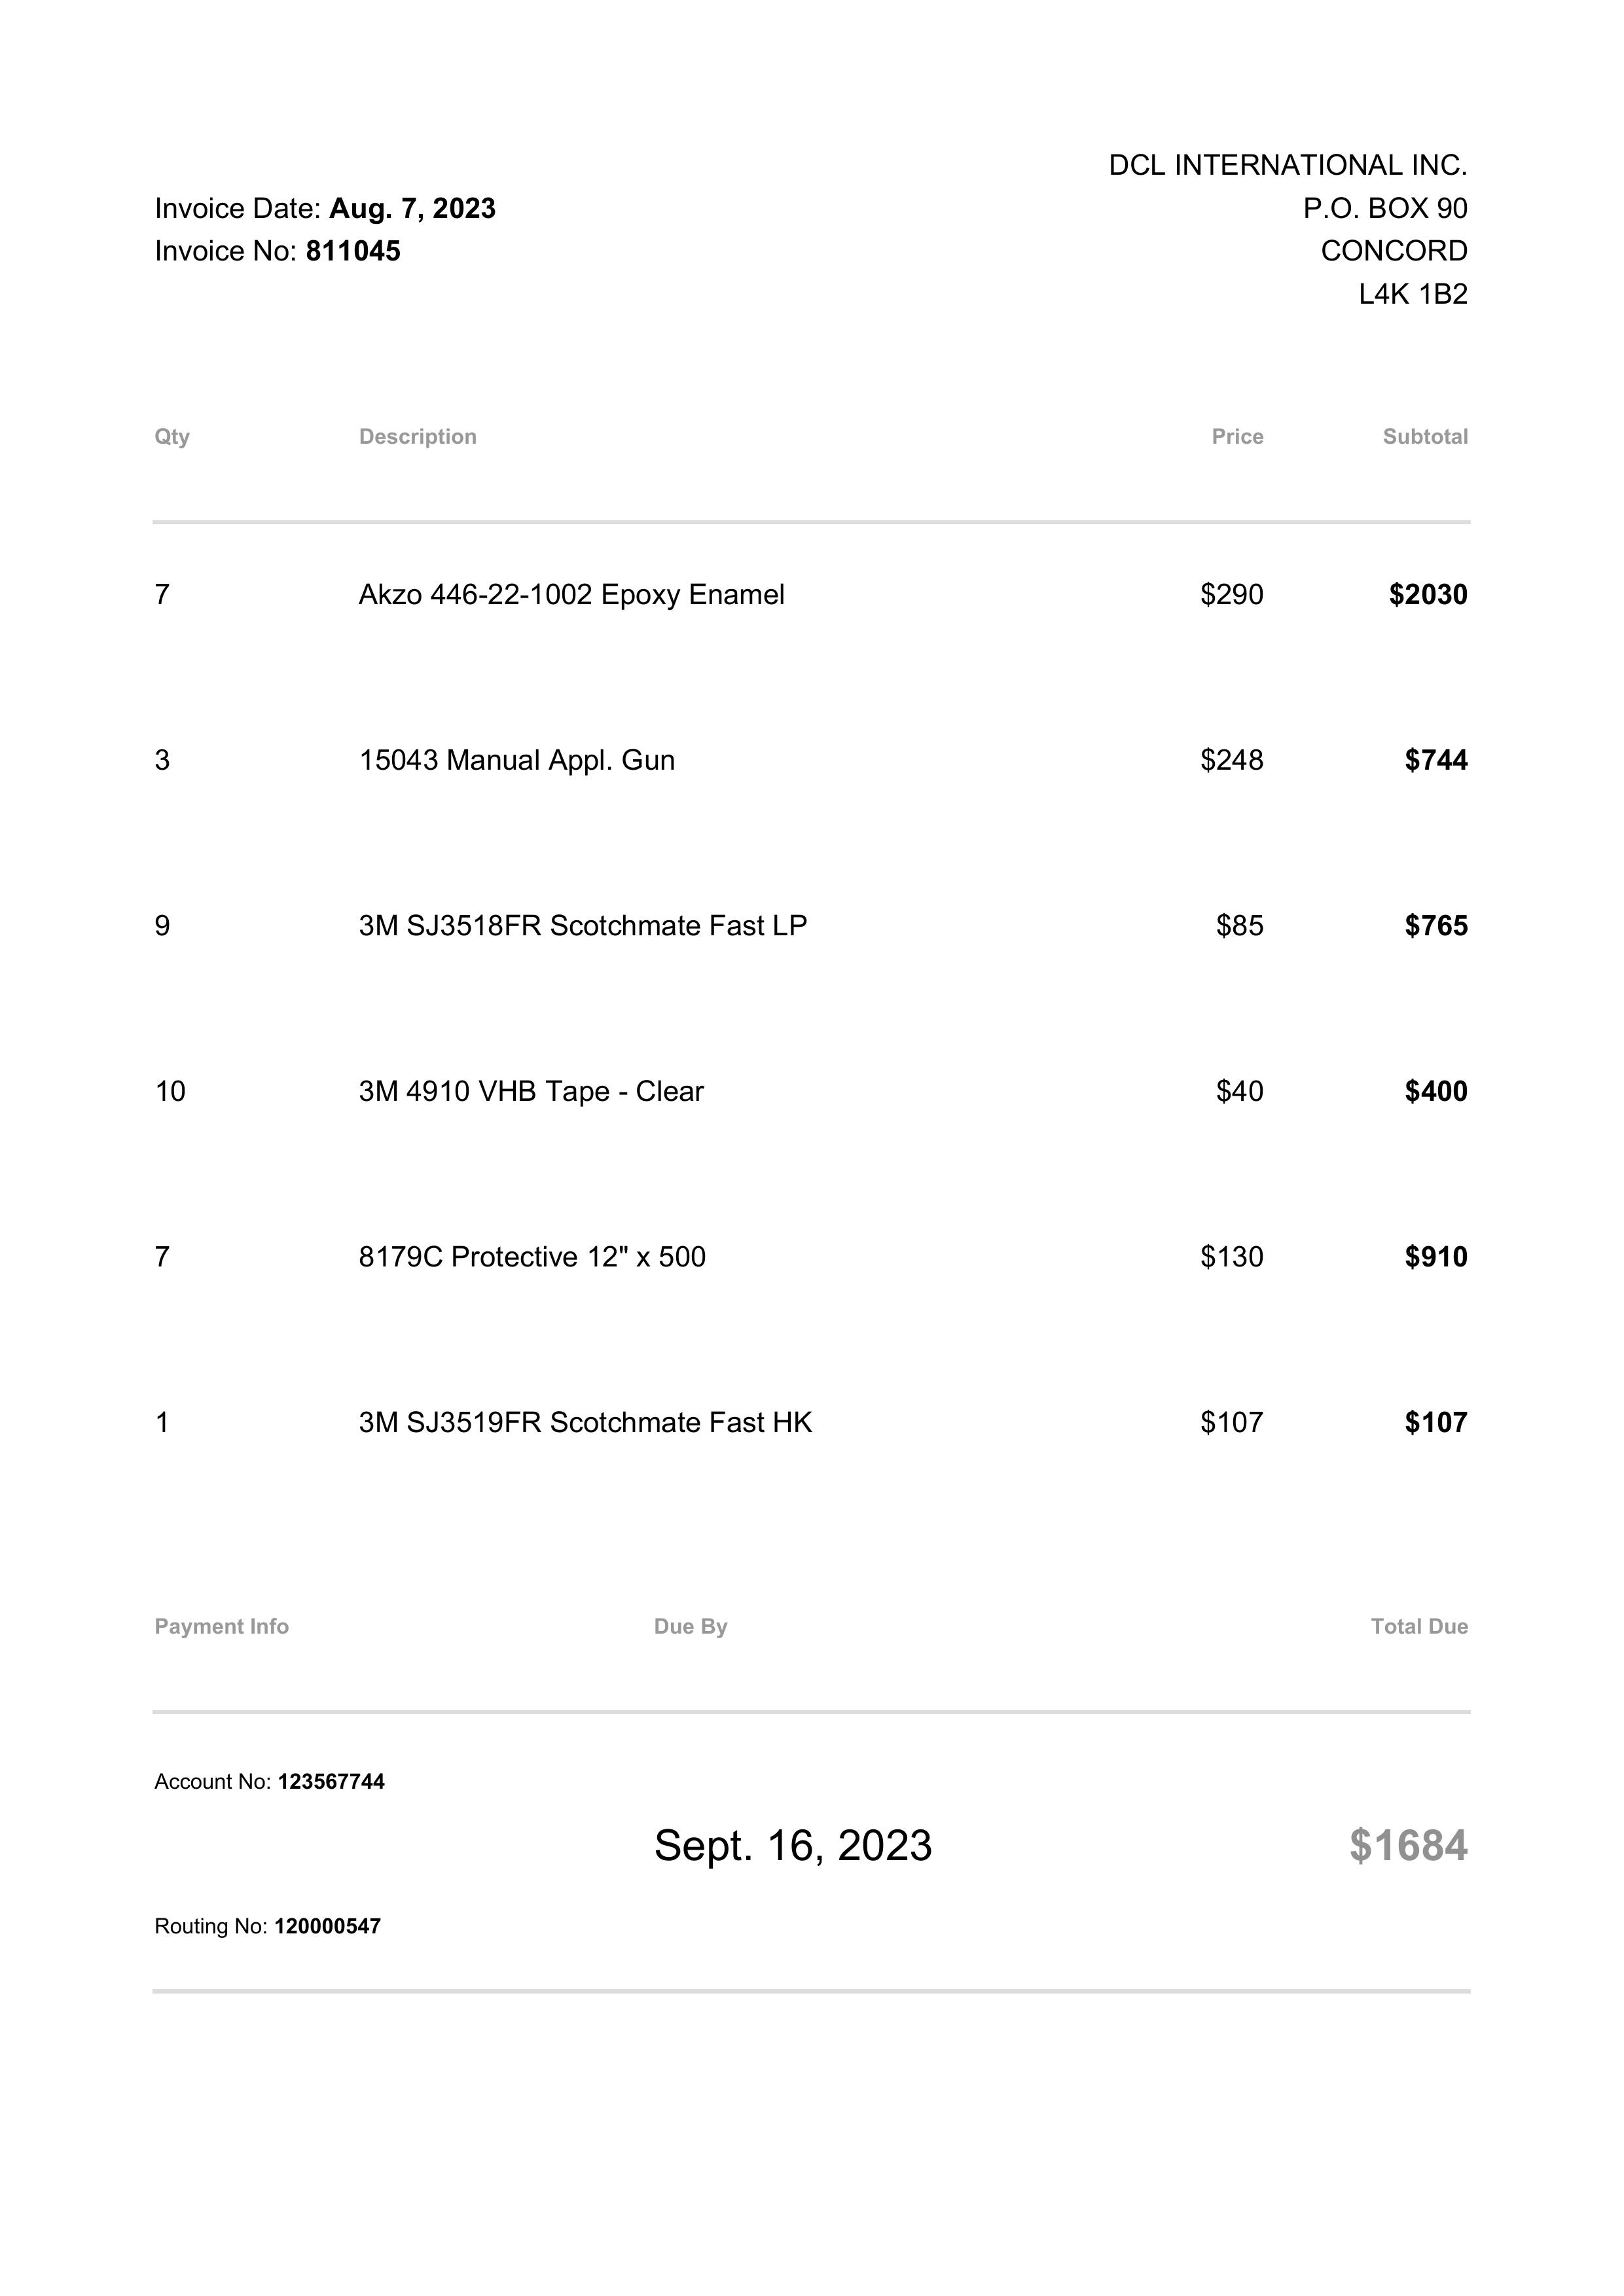 DCL INTERNATIONAL INC.
Invoice Date: Aug. 7, 2023 P.O. BOX 90
Invoice No: 811045 CONCORD
L4K 1B2
Qty Description Price Subtotal
7 Akzo 446-22-1002 Epoxy Enamel $290 $2030
3 15043 Manual Appl. Gun $248 $744
9 3M SJ3518FR Scotchmate Fast LP $85 $765
10 3M 4910 VHB Tape - Clear $40 $400
7 8179C Protective 12" x 500 $130 $910
1 3M SJ3519FR Scotchmate Fast HK $107 $107
Payment Info Due By Total Due
Account No: 123567744
Sept. 16, 2023 $1684
Routing No: 120000547